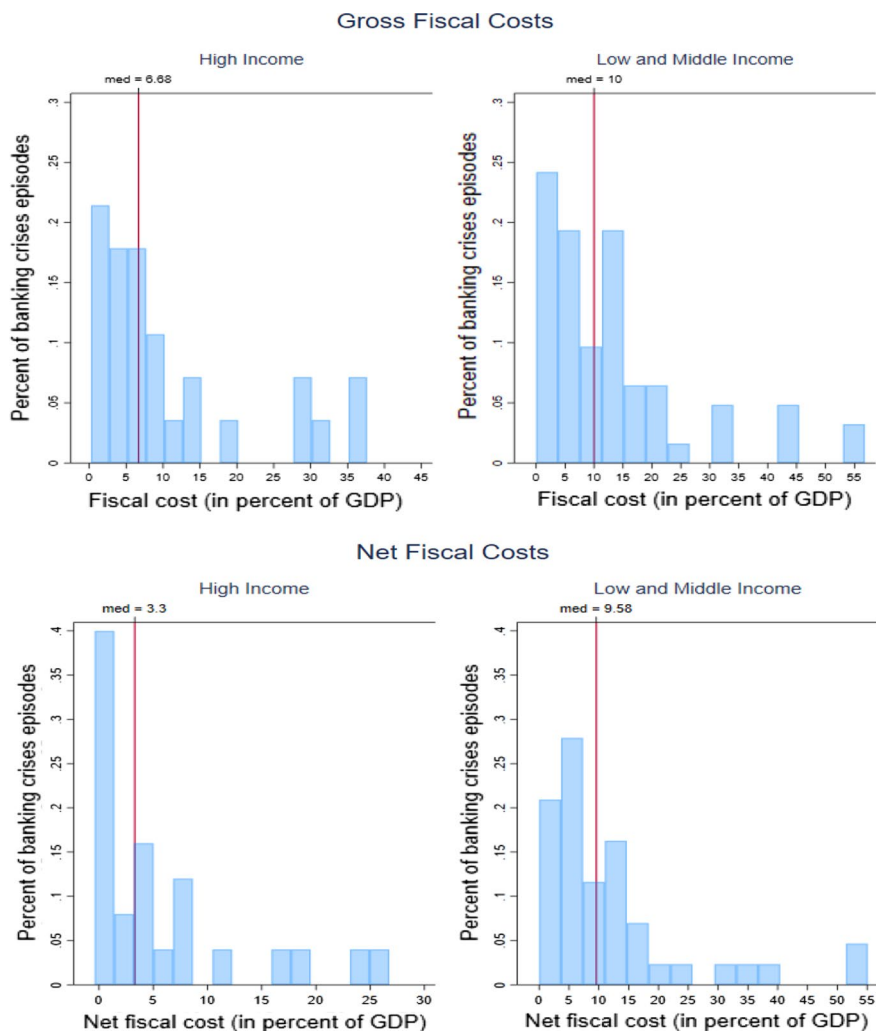 Gross Fiscal Costs
High Income
med = 6.68
Percent of banking crises episodes
0 .05 .1 .15 .2 .25 .3
0 5 10 15 20 25 30 35 40 45
Fiscal cost (in percent of GDP)
Low and Middle Income
med = 10
Percent of banking crises episodes
0 .05 .1 .15 .2 .25 .3
0 5 10 15 20 25 30 35 40 45 50 55
Fiscal cost (in percent of GDP)
Net Fiscal Costs
High Income
med = 3.3
Percent of banking crises episodes
0 .05 .1 .15 .2 .25 .3 .35 .4
0 5 10 15 20 25 30
Net fiscal cost (in percent of GDP)
Low and Middle Income
med = 9.58
Percent of banking crises episodes
0 .05 .1 .15 .2 .25 .3 .35 .4
0 5 10 15 20 25 30 35 40 45 50 55
Net fiscal cost (in percent of GDP)